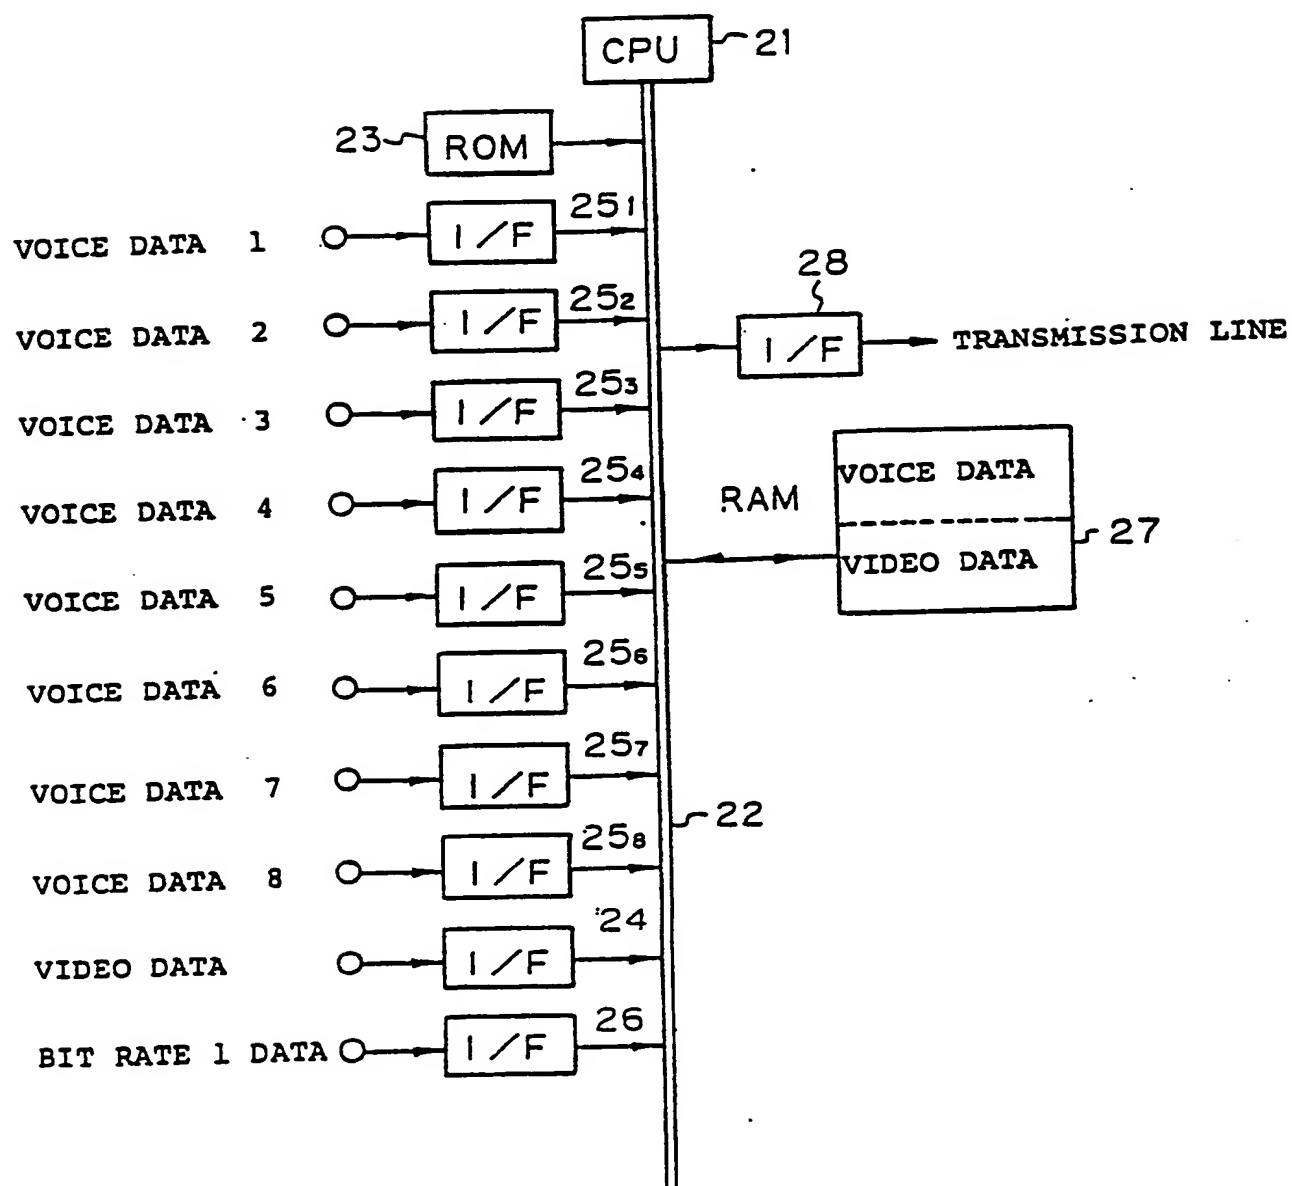 CPU 21
23 ROM
VOICE DATA 1 I/F 25₁
VOICE DATA 2 I/F 25₂
28
I/F TRANSMISSION LINE
VOICE DATA 3 I/F 25₃
VOICE DATA 4 I/F 25₄
RAM VOICE DATA
VIDEO DATA 27
VOICE DATA 5 I/F 25₅
VOICE DATA 6 I/F 25₆
VOICE DATA 7 I/F 25₇
22
VOICE DATA 8 I/F 25₈
VIDEO DATA I/F 24
BIT RATE 1 DATA I/F 26